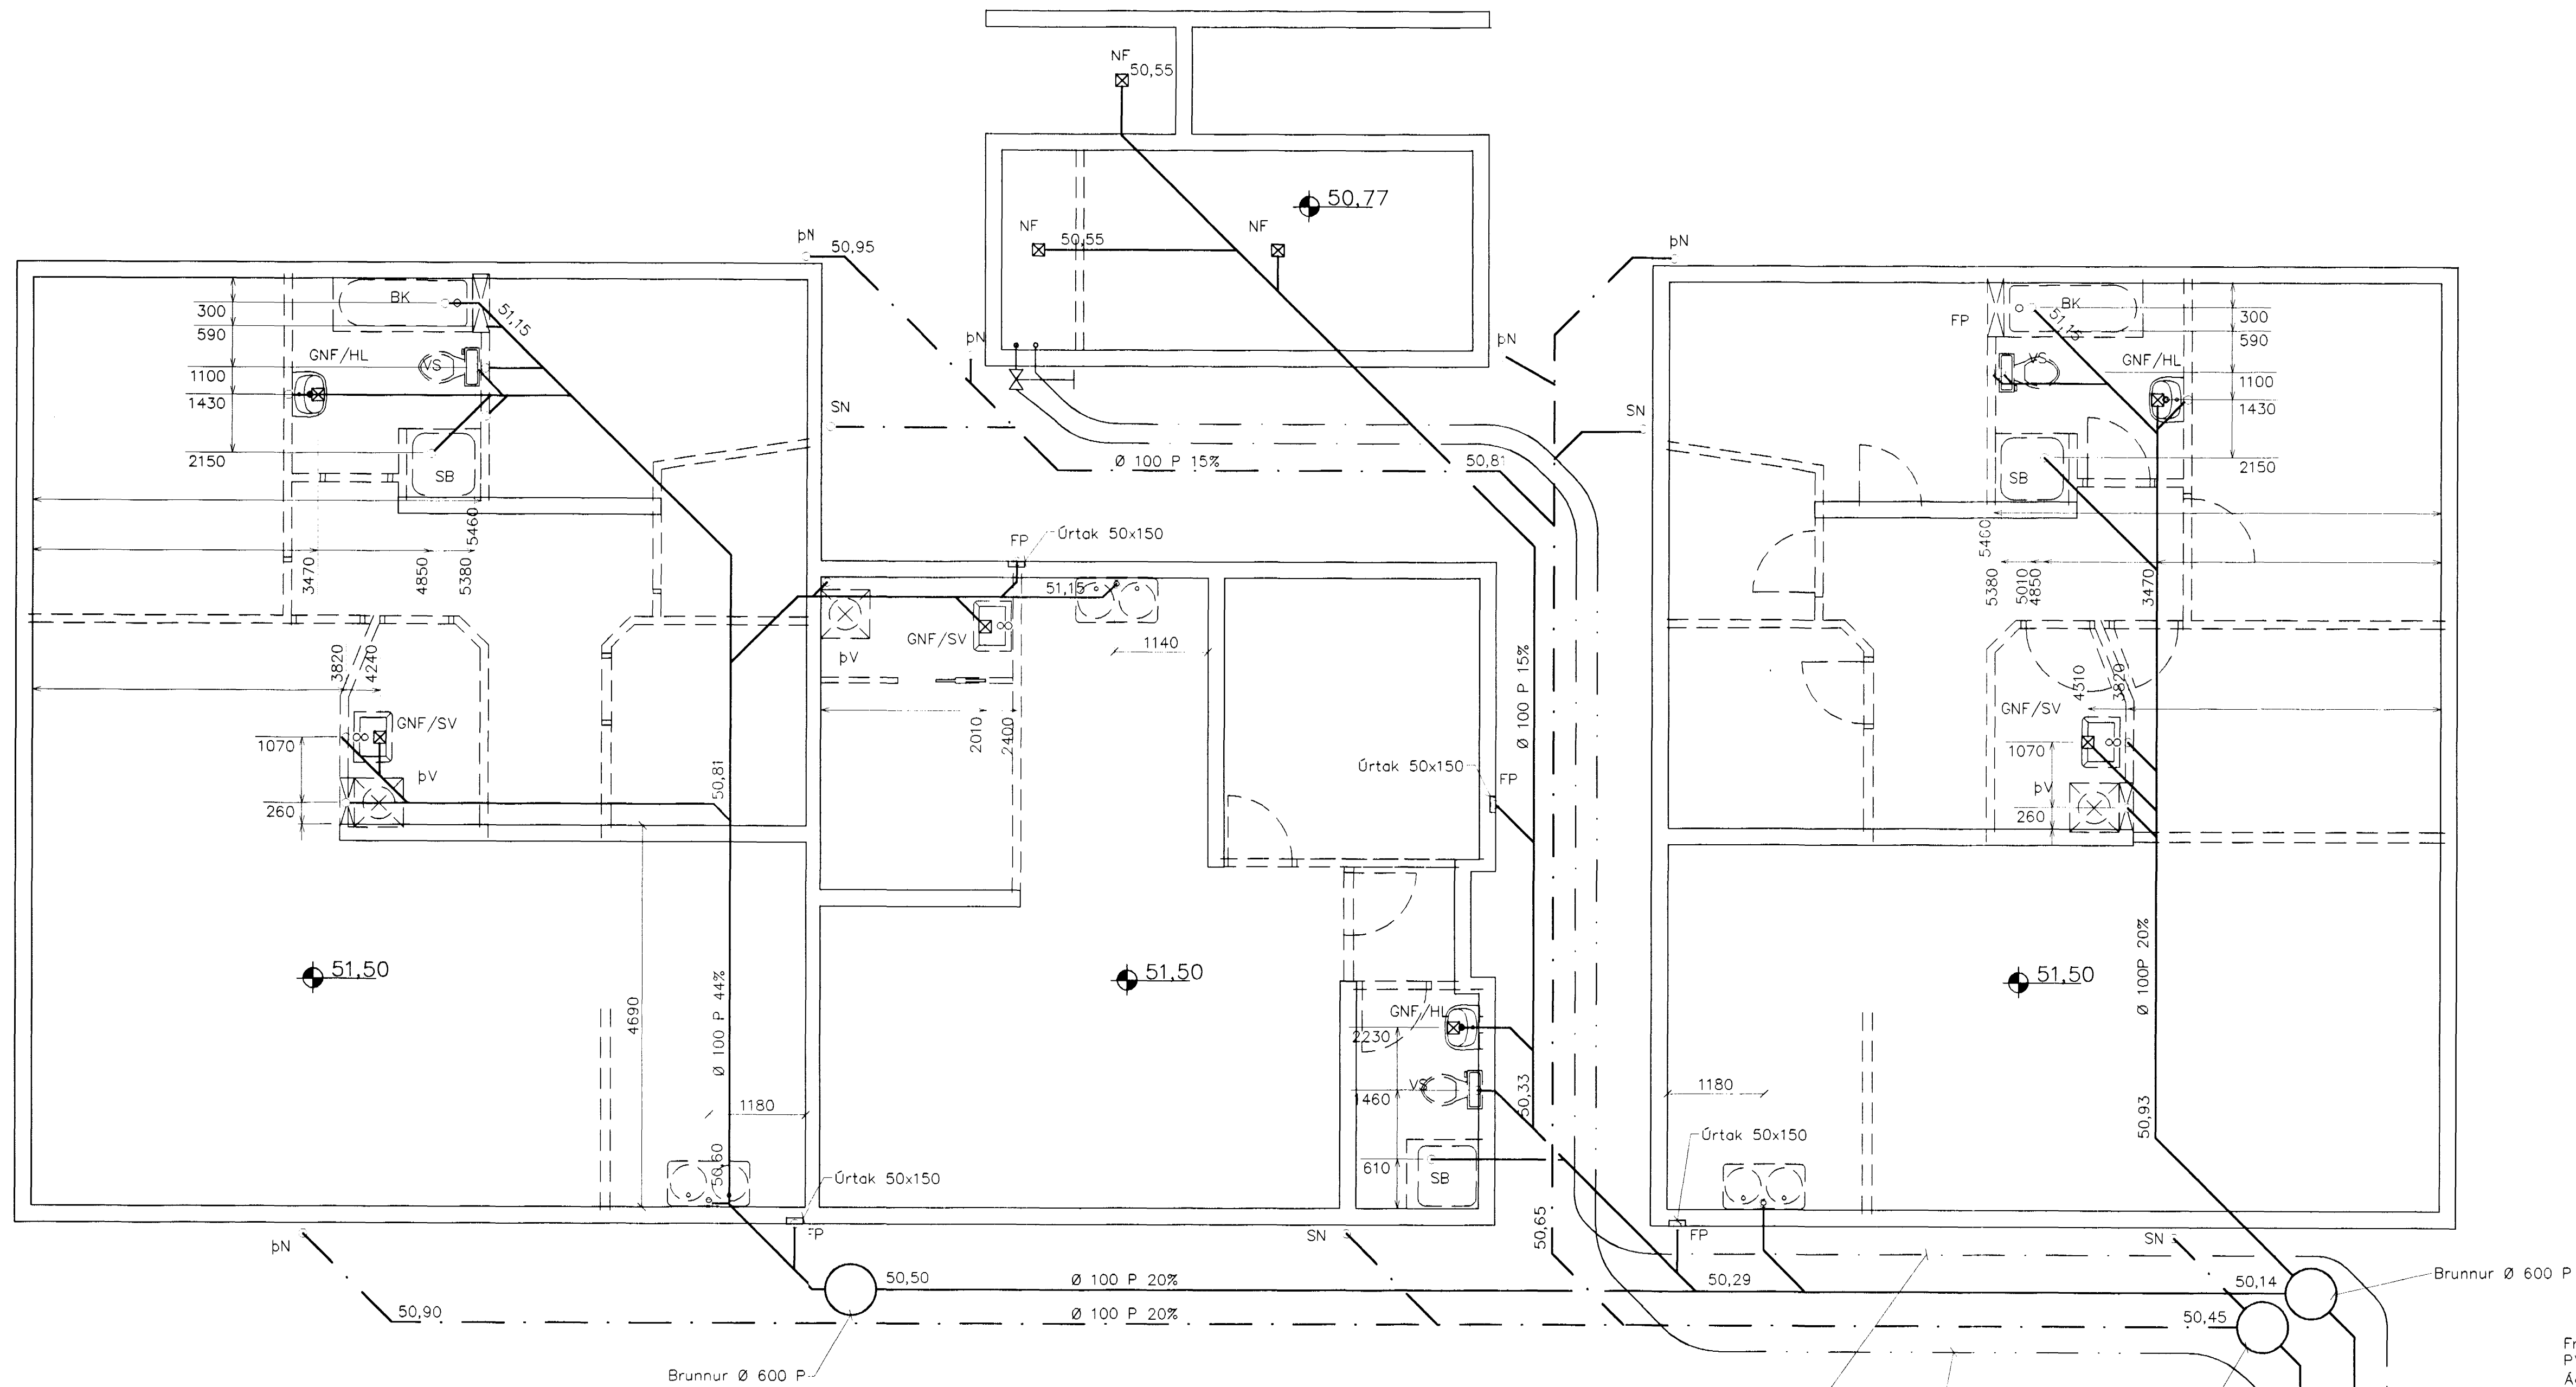 NF
50,55
50,77
NF
50,55
NF
þN
50,95
þN
þN
þN
BK
51,15
300
590
GNF/HL
VS
1100
1430
2150
SB
SN
SN
Ø 100 P 15%
50,81
FP
BK
51,15
300
590
VS
GNF/HL
1100
1430
2150
SB
5460
3470
4850
5380
FP
Úrtak 50x150
51,15
GNF/SV
þV
1140
2010
2400
5460
5380
5010
4850
3470
3820
4240
GNF/SV
1070
þV
260
50,81
Ø 100 P 15%
Úrtak 50x150
FP
4310
3820
GNF/SV
1070
þV
260
51,50
51,50
51,50
Ø 100 P 44%
4690
Ø 100P 20%
GNF/HL
2230
VS
1460
610
SB
50,33
50,93
1180
50,60
Úrtak 50x150
FP
1180
Úrtak 50x150
FP
þN
SN
50,65
SN
50,50
Ø 100 P 20%
50,29
50,14
Brunnur Ø 600 P
50,90
Ø 100 P 20%
50,45
Brunnur Ø 600 P